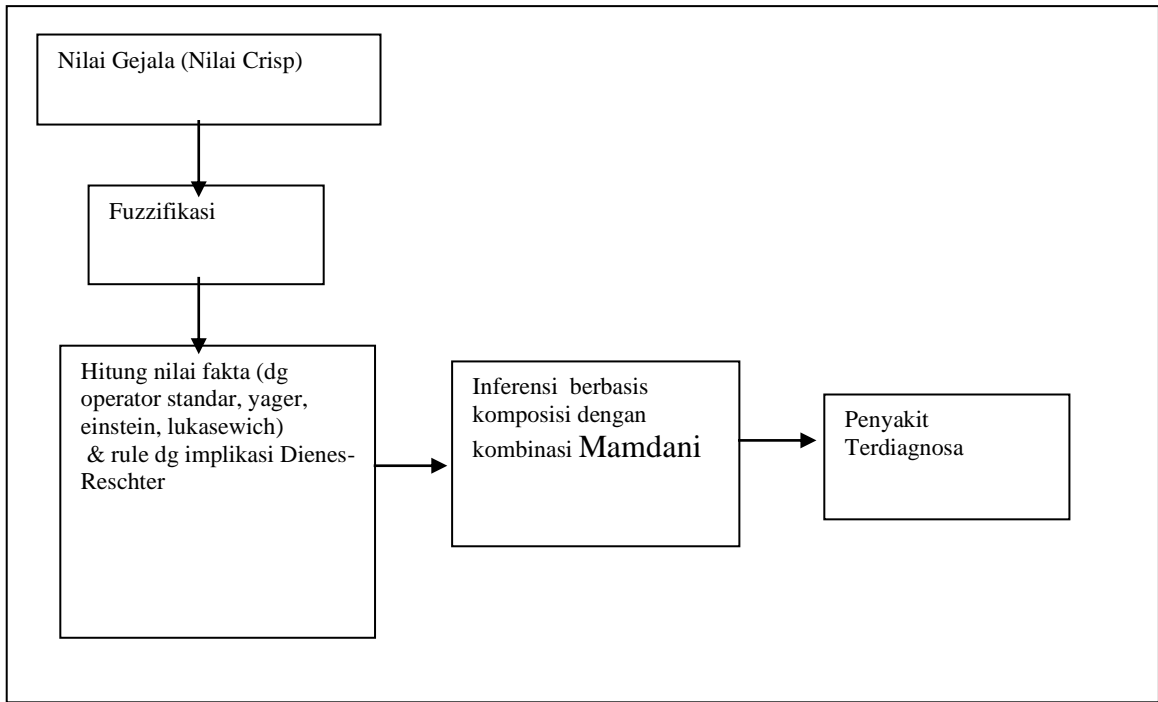 Nilai Gejala (Nilai Crisp)
Fuzzifikasi
Hitung nilai fakta (dg
operator standar, yager,
einstein, lukasewich)
& rule dg implikasi Dienes-
Reschter
Inferensi berbasis
komposisi dengan
kombinasi Mamdani
Penyakit
Terdiagnosa